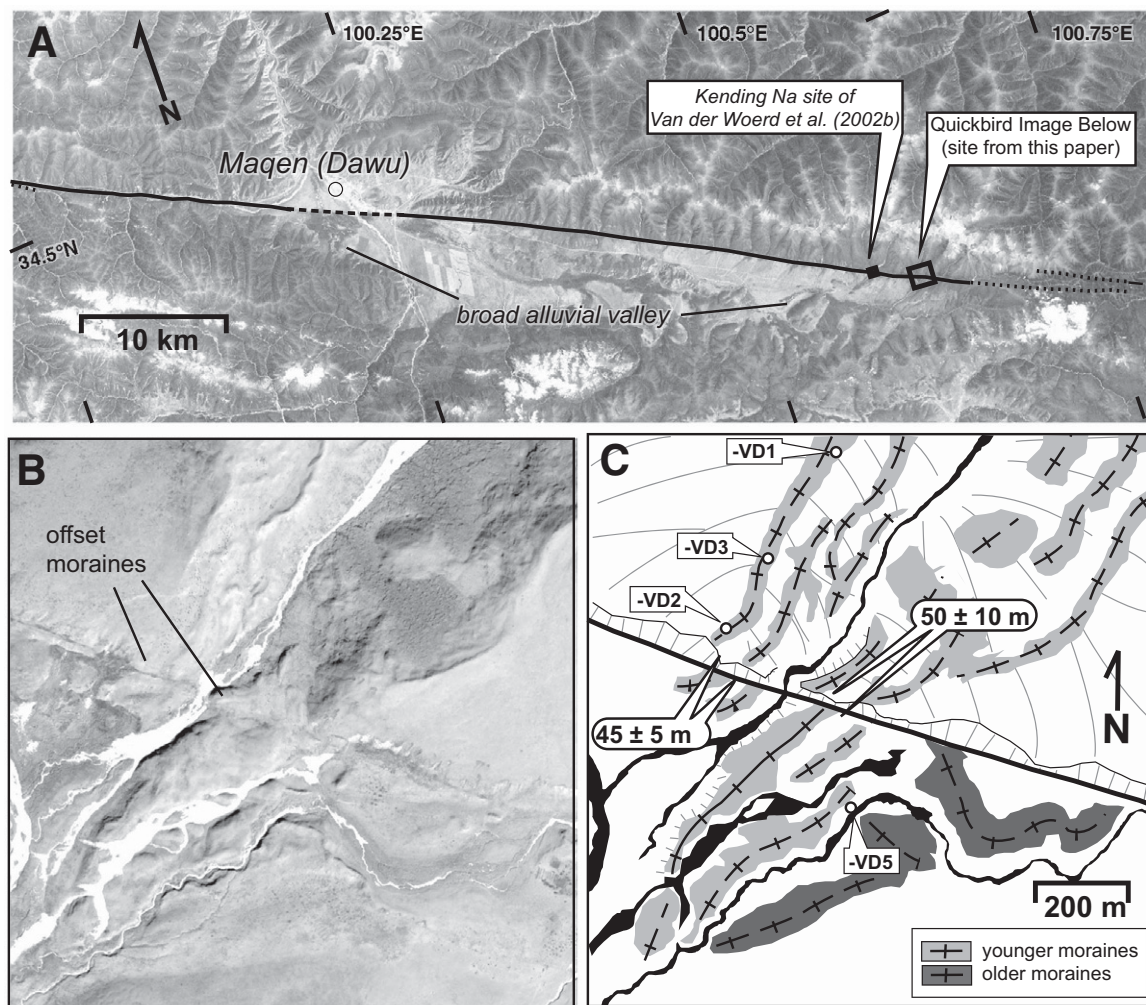 A
N
100.25°E
100.5°E
100.75°E
Kending Na site of
Van der Woerd et al. (2002b)
Quickbird Image Below
(site from this paper)
Maqen (Dawu)
34.5°N
broad alluvial valley
10 km
B
offset
moraines
C
-VD1
-VD3
-VD2
50 ± 10 m
45 ± 5 m
N
-VD5
200 m
younger moraines
older moraines